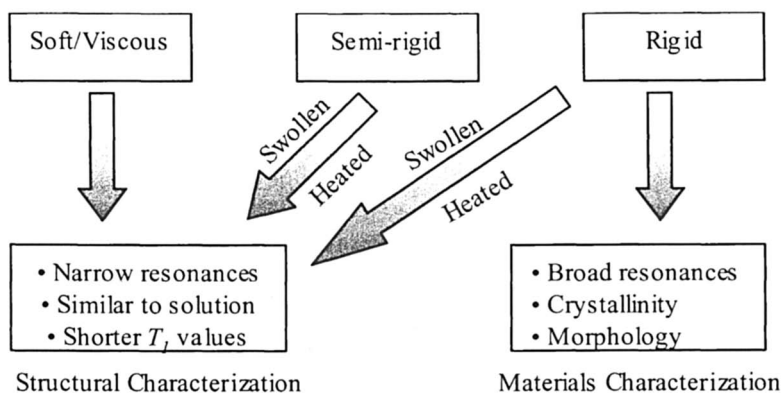 Soft/Viscous
Semi-rigid
Rigid
Swollen
Heated
Swollen
Heated
• Narrow resonances
• Similar to solution
• Shorter T₁ values
• Broad resonances
• Crystallinity
• Morphology
Structural Characterization
Materials Characterization